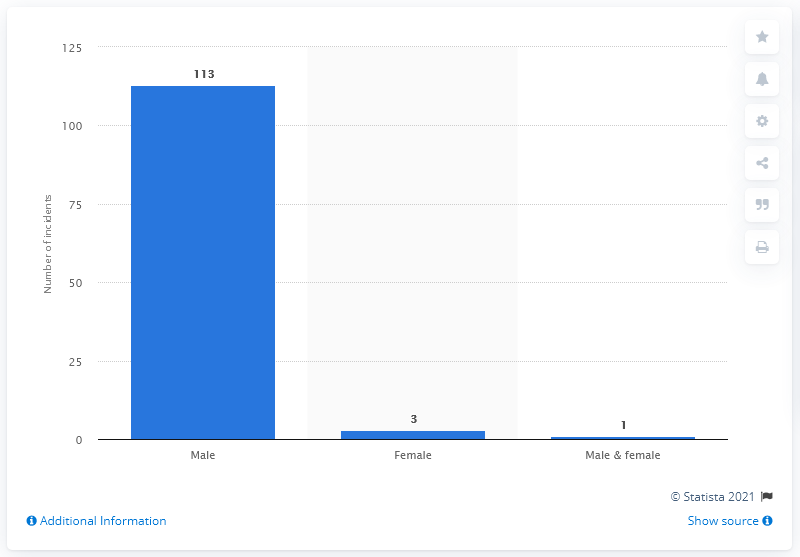 125
113
100
75
50
25
0
Number of incidents
3
1
Male
Female
Male & female
© Statista 2021
Additional Information
Show source